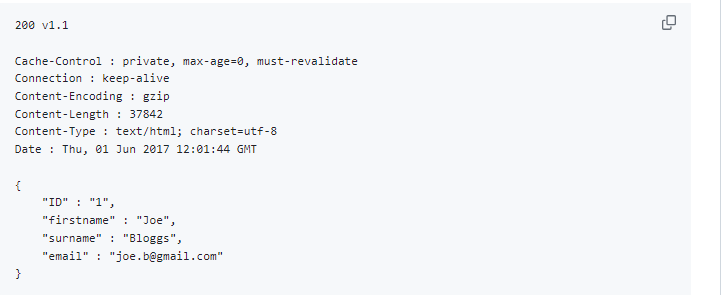 200 v1.1
Cache-Control : private, max-age=0, must-revalidate
Connection : keep-alive
Content-Encoding : gzip
Content-Length : 37842
Content-Type : text/html; charset=utf-8
Date : Thu, 01 Jun 2017 12:01:44 GMT
{
    "ID" : "1",
    "firstname" : "Joe",
    "surname" : "Bloggs",
    "email" : "joe.b@gmail.com"
}